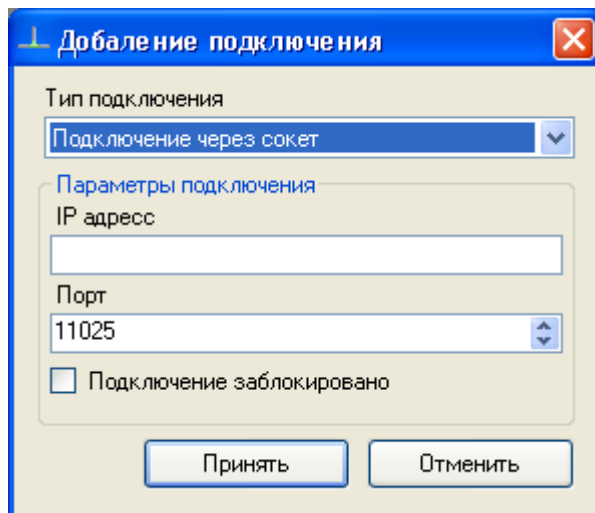 Добаление подключения
Тип подключения
Подключение через сокет
Параметры подключения
IP адресс
Порт
11025
Подключение заблокировано
Принять Отменить